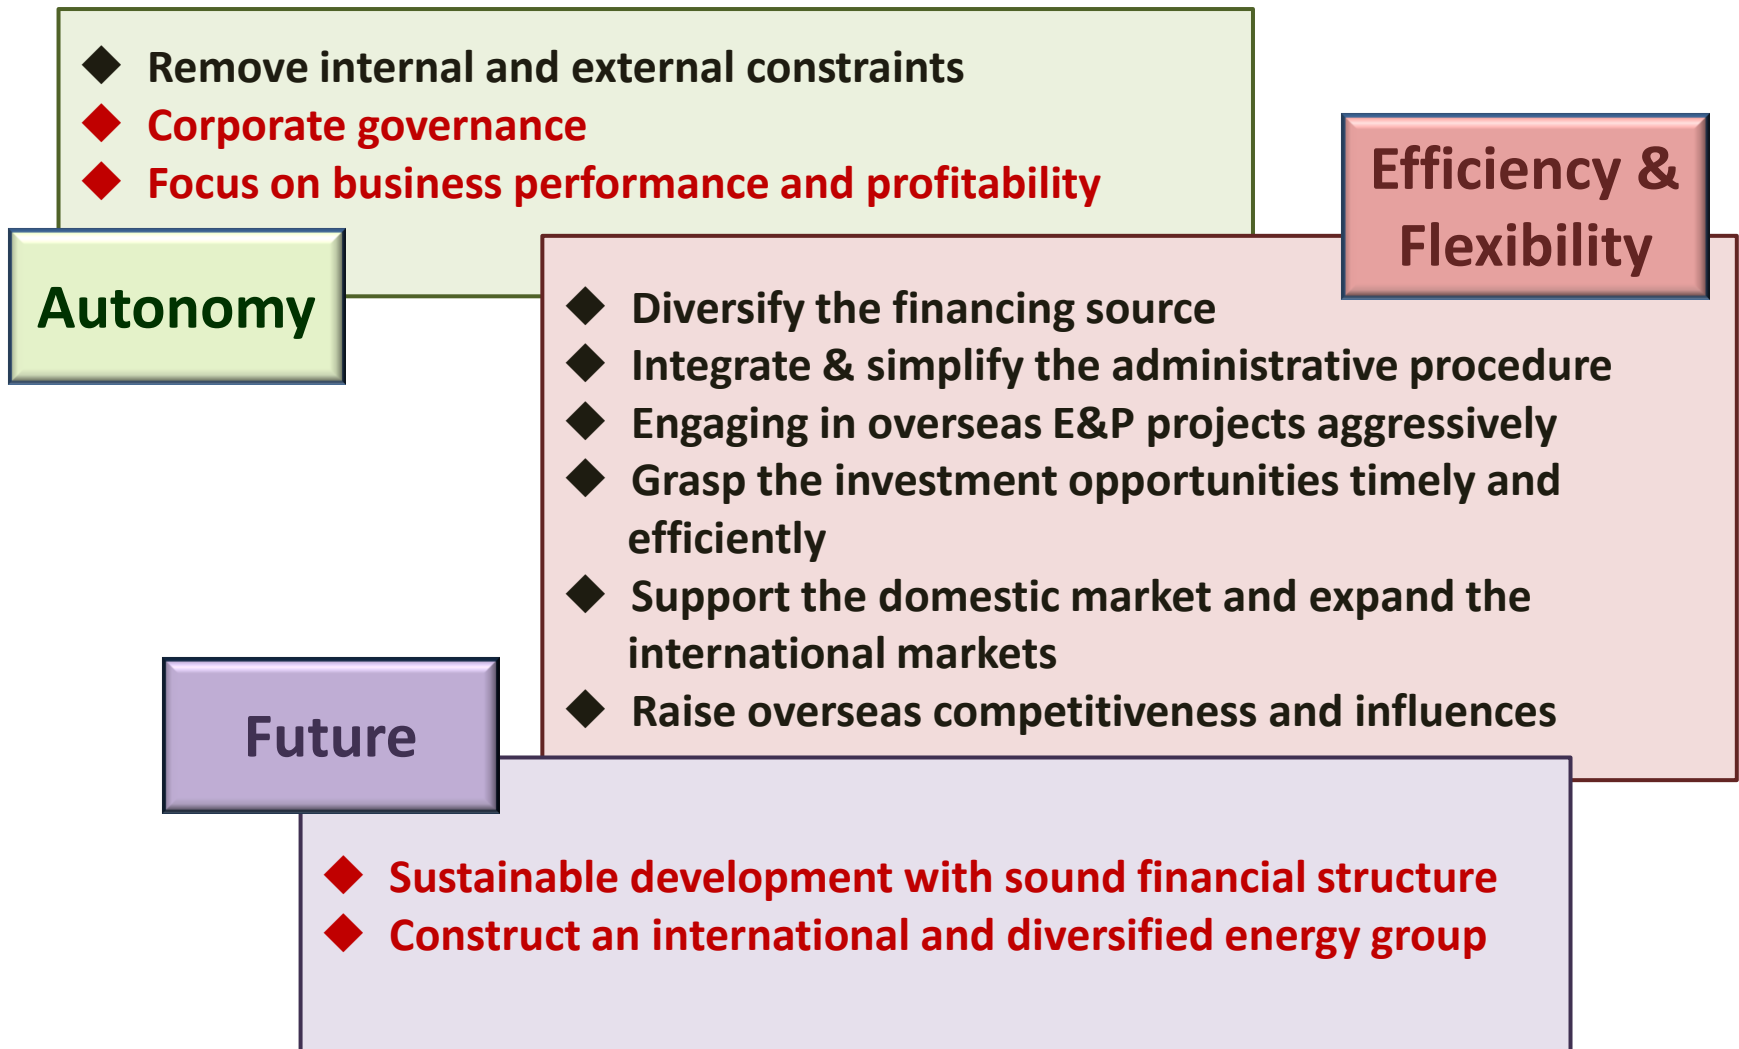 ◆ Remove internal and external constraints
◆ Corporate governance
◆ Focus on business performance and profitability
Autonomy
Efficiency &
Flexibility
◆ Diversify the financing source
◆ Integrate & simplify the administrative procedure
◆ Engaging in overseas E&P projects aggressively
◆ Grasp the investment opportunities timely and
efficiently
◆ Support the domestic market and expand the
international markets
◆ Raise overseas competitiveness and influences
Future
◆ Sustainable development with sound financial structure
◆ Construct an international and diversified energy group